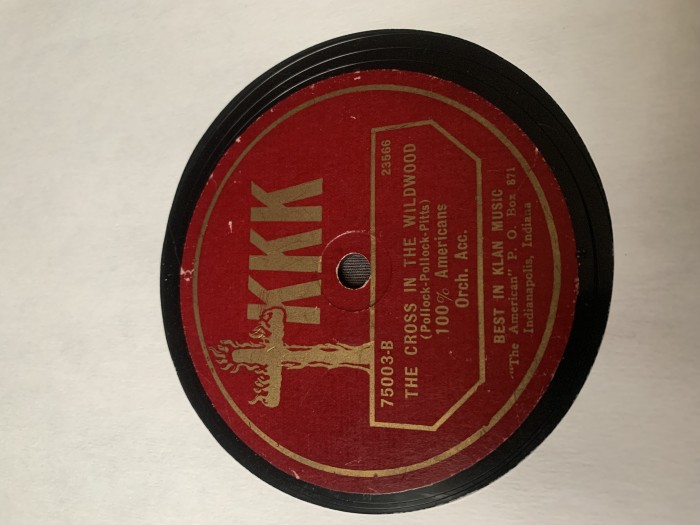 KKK
75003-B 23566
THE CROSS IN THE WILDWOOD
(Pollock-Pollock-Pitts)
100% Americans
Orch. Acc.
BEST IN KLAN MUSIC
"The American" P. O. Box 871
Indianapolis, Indiana